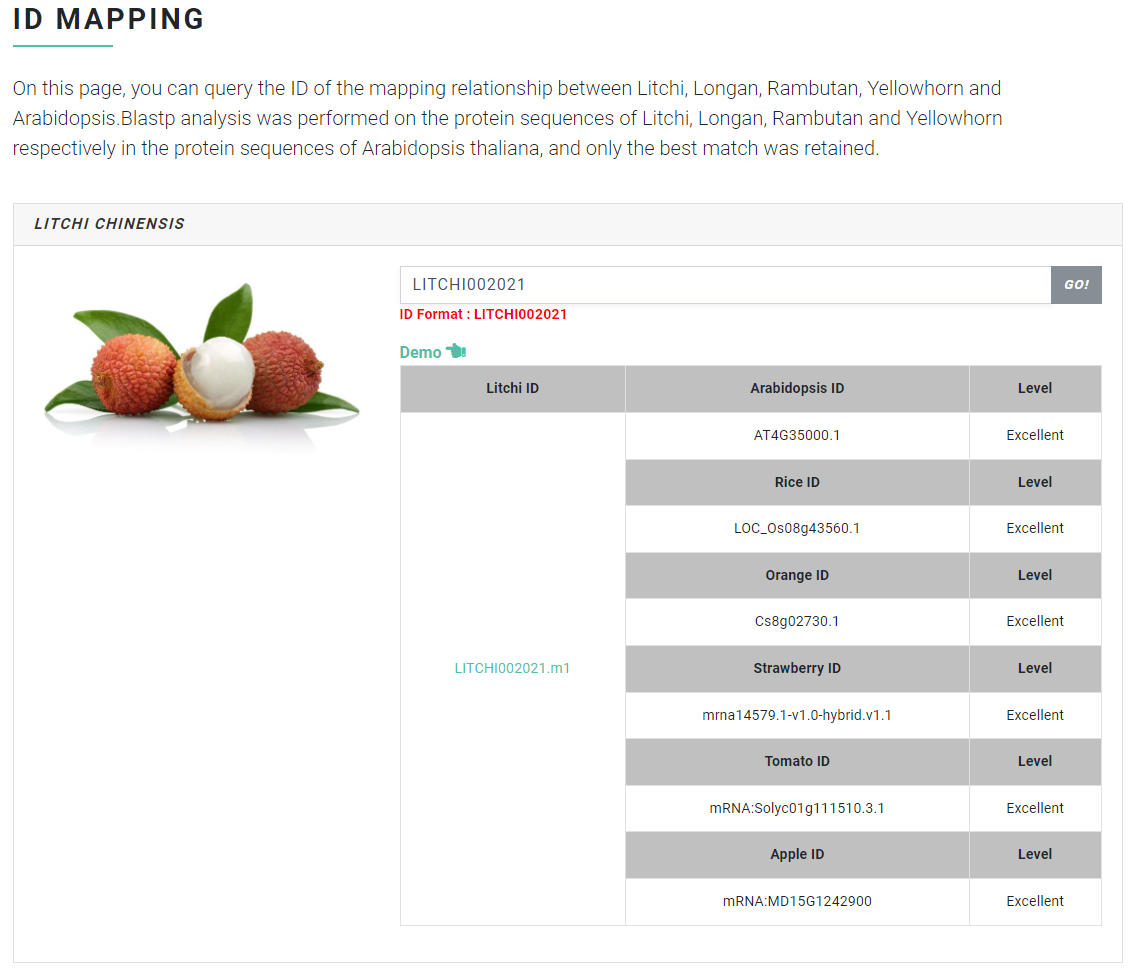 ID MAPPING
On this page, you can query the ID of the mapping relationship between Litchi, Longan, Rambutan, Yellowhorn and
Arabidopsis.Blastp analysis was performed on the protein sequences of Litchi, Longan, Rambutan and Yellowhorn
respectively in the protein sequences of Arabidopsis thaliana, and only the best match was retained.
LITCHI CHINENSIS
LITCHI002021 GO!
ID Format : LITCHI002021
Demo
Litchi ID Arabidopsis ID Level
AT4G35000.1 Excellent
Rice ID Level
LOC_Os08g43560.1 Excellent
Orange ID Level
Cs8g02730.1 Excellent
LITCHI002021.m1 Strawberry ID Level
mrna14579.1-v1.0-hybrid.v1.1 Excellent
Tomato ID Level
mRNA:Solyc01g111510.3.1 Excellent
Apple ID Level
mRNA:MD15G1242900 Excellent